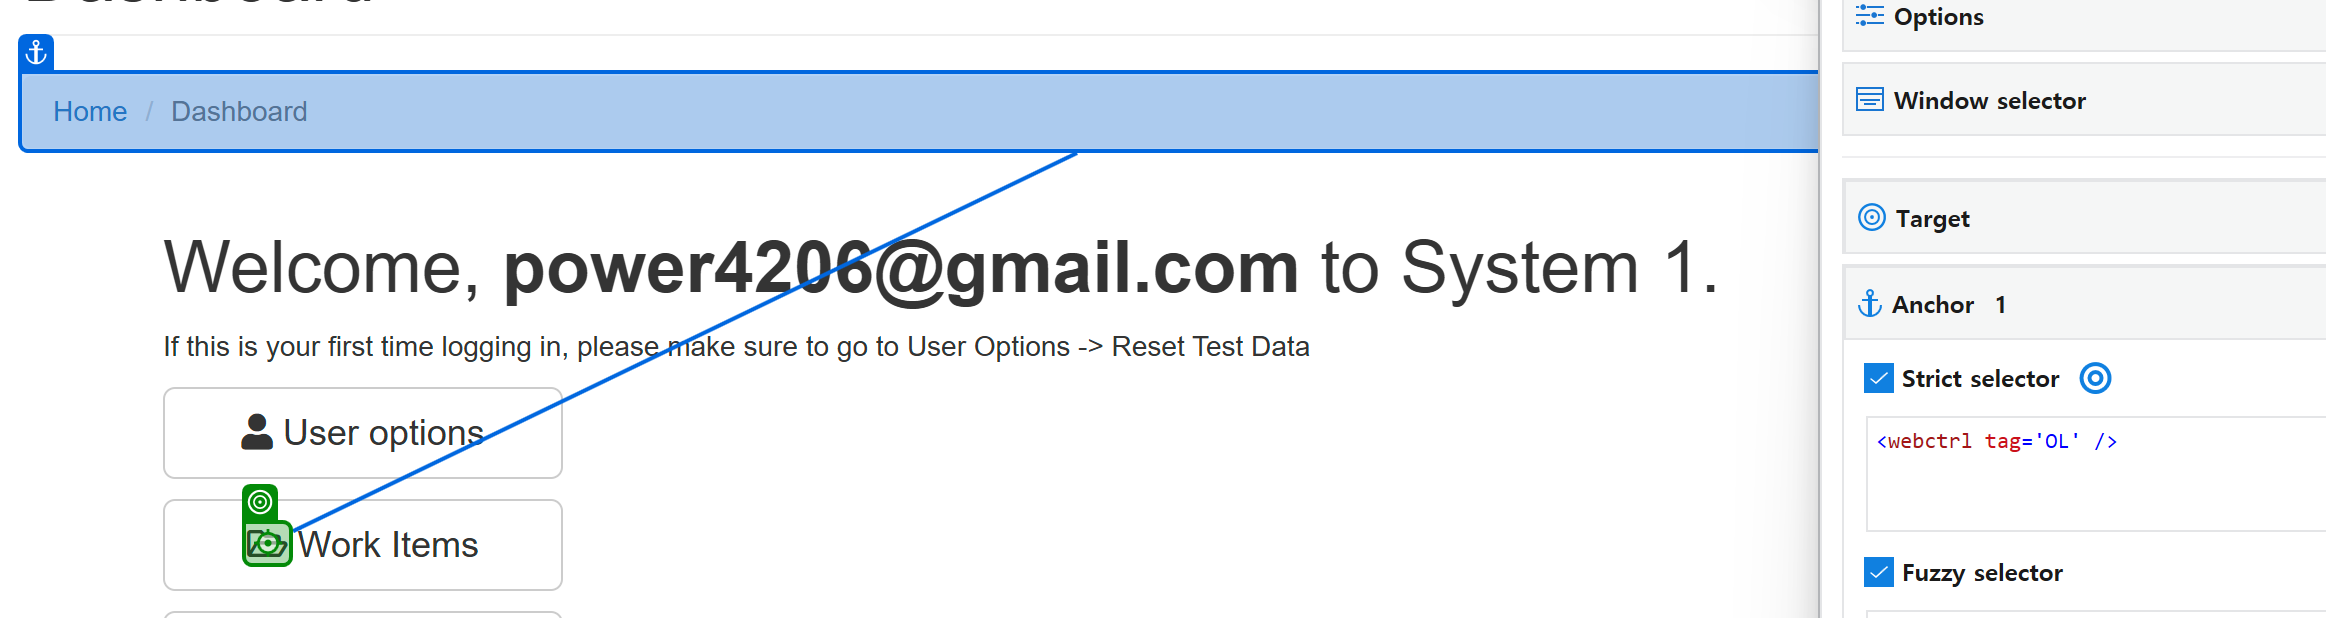 Home / Dashboard
Welcome, power4206@gmail.com to System 1.
If this is your first time logging in, please make sure to go to User Options -> Reset Test Data
User options
Work Items
Options
Window selector
Target
Anchor 1
Strict selector
<webctrl tag='OL' />
Fuzzy selector